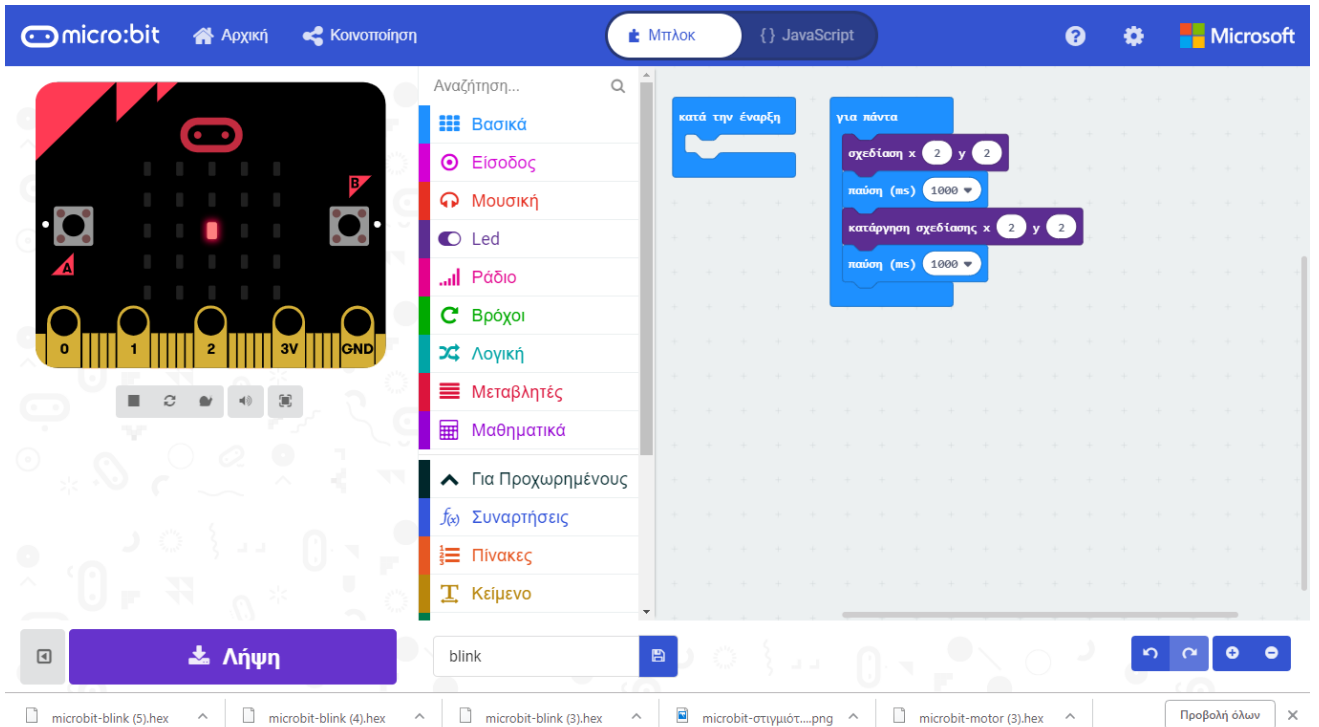 micro:bit Αρχική Κοινοποίηση Μπλοκ {} JavaScript ? Microsoft
Αναζήτηση...
Βασικά
Είσοδος
Μουσική
Led
Ράδιο
Βρόχοι
Λογική
Μεταβλητές
Μαθηματικά
Για Προχωρημένους
f(x) Συναρτήσεις
Πίνακες
Κείμενο
B
A
0 1 2 3V GND
κατά την έναρξη
για πάντα
σχεδίαση x 2 y 2
παύση (ms) 1000
κατάργηση σχεδίασης x 2 y 2
παύση (ms) 1000
Λήψη
blink
microbit-blink (5).hex microbit-blink (4).hex microbit-blink (3).hex microbit-στιγμιότ....png microbit-motor (3).hex Προβολή όλων